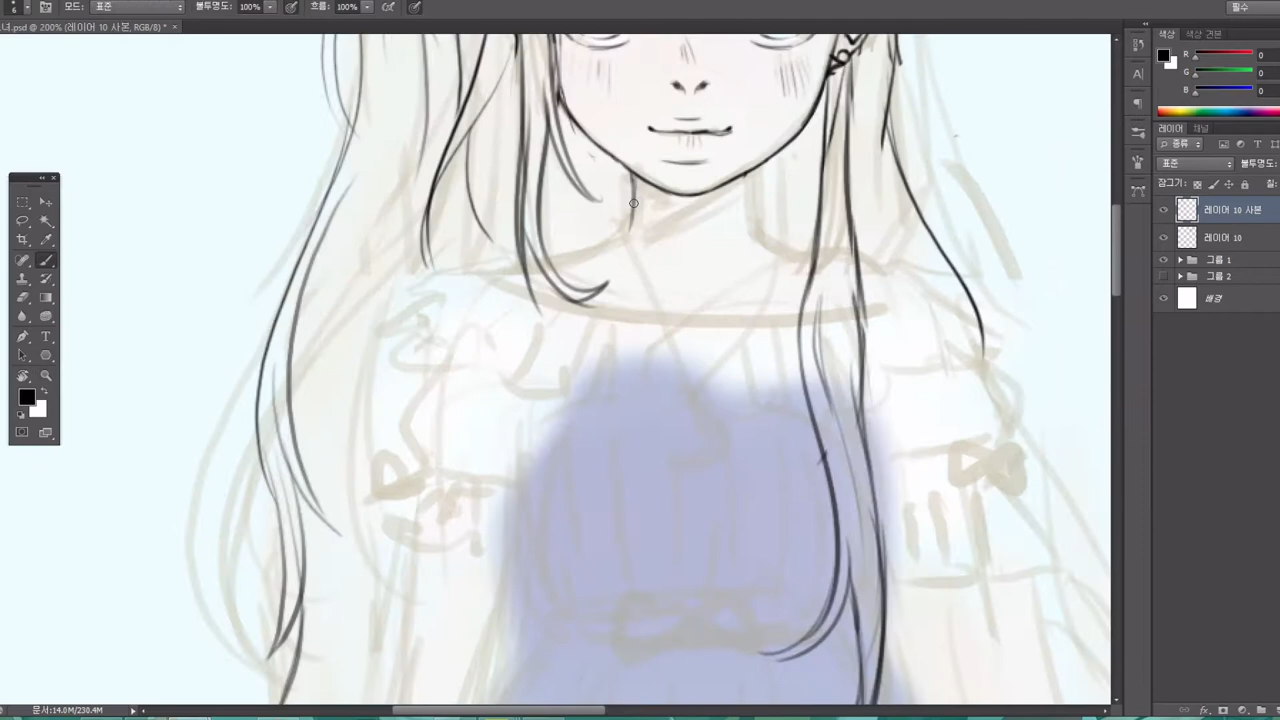 6 모드: 표준 불투명도: 100% 흐름: 100% 필수
녀.psd @ 200% (레이어 10 사본, RGB/8) * ×
색상 색상 견본
R 0
G 0
B 0
레이어 채널
종류
표준 불투명도:
잠그기: 칠:
레이어 10 사본
레이어 10
그룹 1
그룹 2
배경
문서:14.0M/230.4M